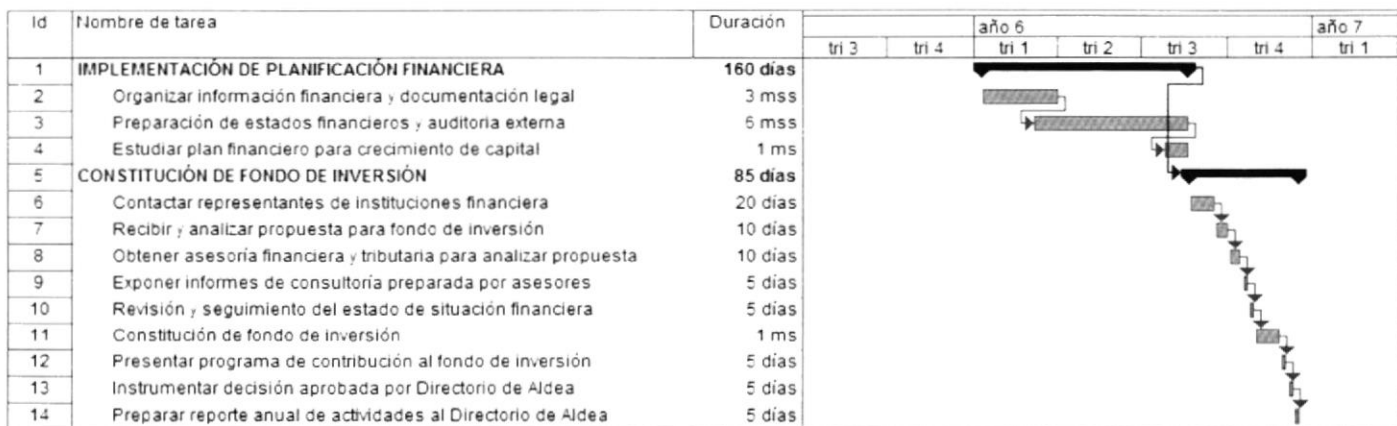 Id Nombre de tarea Duración año 6 año 7
tri 3 tri 4 tri 1 tri 2 tri 3 tri 4 tri 1
1 IMPLEMENTACIÓN DE PLANIFICACIÓN FINANCIERA 160 días
2 Organizar información financiera y documentación legal 3 mss
3 Preparación de estados financieros y auditoria externa 6 mss
4 Estudiar plan financiero para crecimiento de capital 1 ms
5 CONSTITUCIÓN DE FONDO DE INVERSIÓN 85 días
6 Contactar representantes de instituciones financiera 20 días
7 Recibir y analizar propuesta para fondo de inversión 10 días
8 Obtener asesoría financiera y tributaria para analizar propuesta 10 días
9 Exponer informes de consultoría preparada por asesores 5 días
10 Revisión y seguimiento del estado de situación financiera 5 días
11 Constitución de fondo de inversión 1 ms
12 Presentar programa de contribución al fondo de inversión 5 días
13 Instrumentar decisión aprobada por Directorio de Aldea 5 días
14 Preparar reporte anual de actividades al Directorio de Aldea 5 días